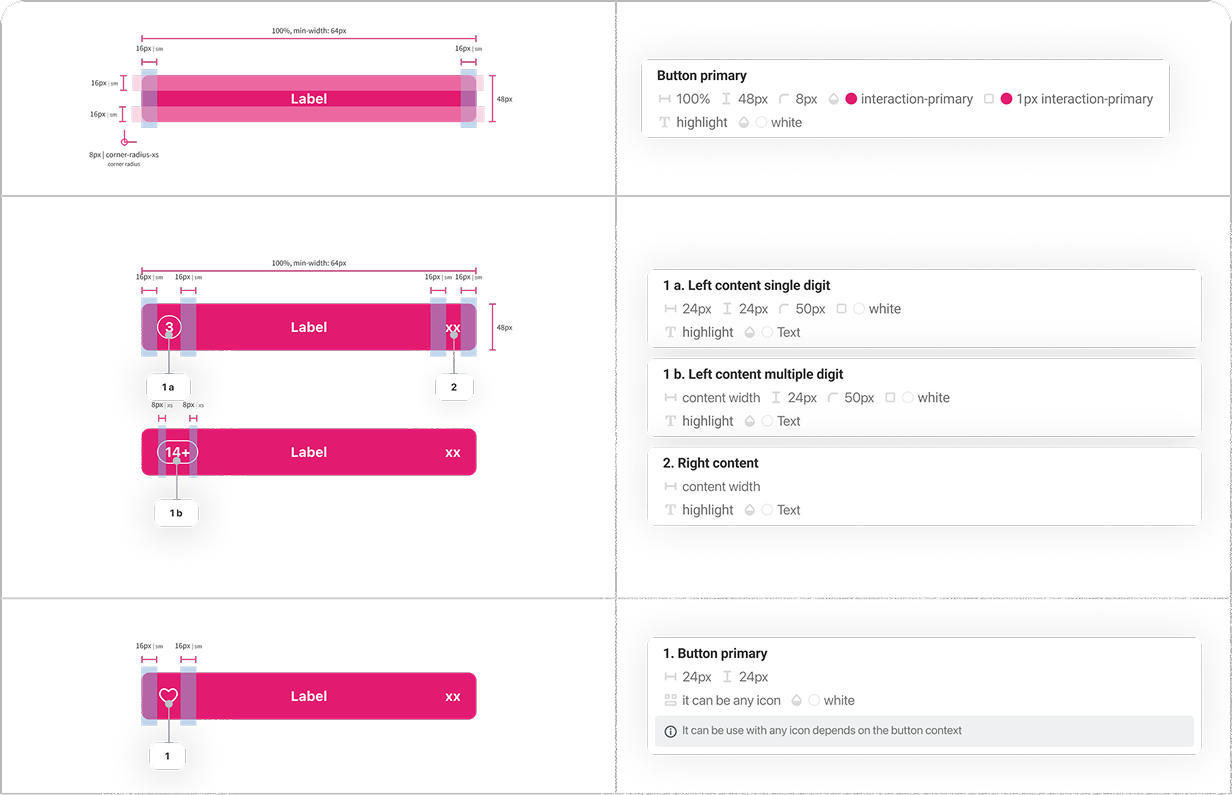 100%, min-width: 64px
16px | sm 16px | sm
16px | sm
Label
48px
16px | sm
8px | corner-radius-xs
corner radius
Button primary
100% 48px 8px interaction-primary 1px interaction-primary
highlight white
100%, min-width: 64px
16px | sm 16px | sm 16px | sm 16px | sm
3 Label xx
48px
1 a 2
8px | xs 8px | xs
14+ Label xx
1 b
1 a. Left content single digit
24px 24px 50px white
highlight Text
1 b. Left content multiple digit
content width 24px 50px white
highlight Text
2. Right content
content width
highlight Text
16px | sm 16px | sm
Label xx
1
1. Button primary
24px 24px
it can be any icon white
It can be use with any icon depends on the button context